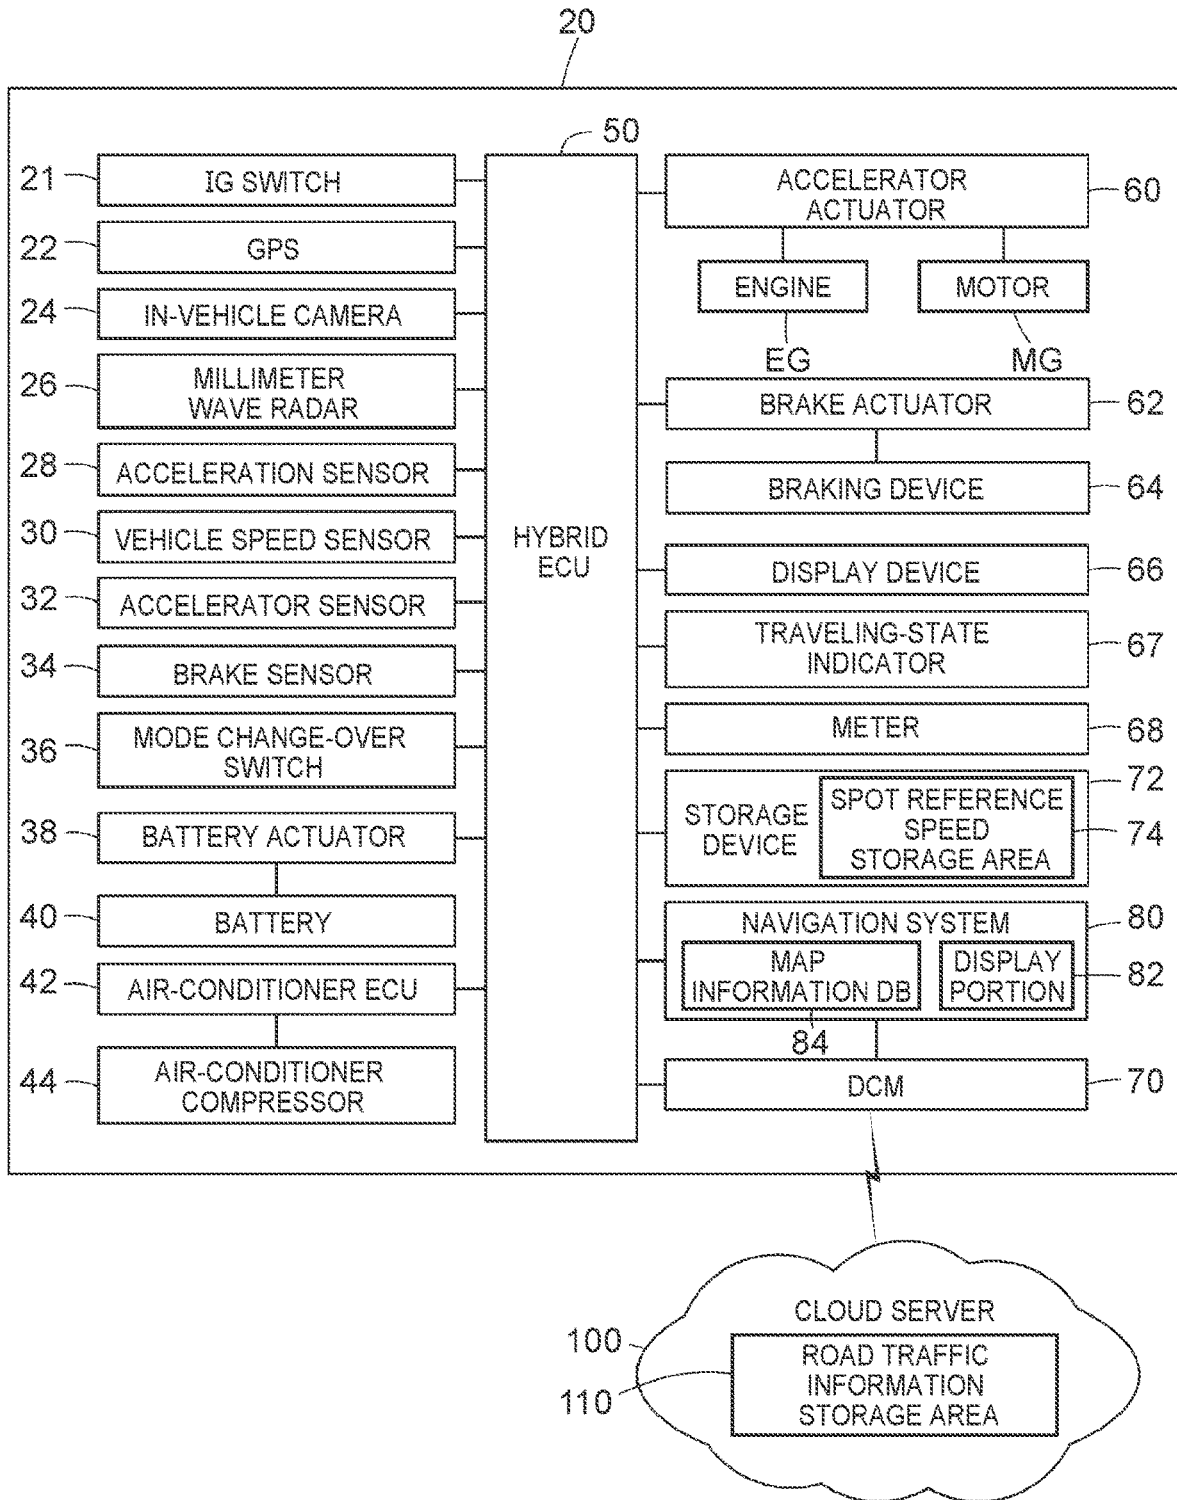 20
50
21
IG SWITCH
22
GPS
24
IN-VEHICLE CAMERA
26
MILLIMETER
WAVE RADAR
28
ACCELERATION SENSOR
30
VEHICLE SPEED SENSOR
32
ACCELERATOR SENSOR
34
BRAKE SENSOR
36
MODE CHANGE-OVER
SWITCH
38
BATTERY ACTUATOR
40
BATTERY
42
AIR-CONDITIONER ECU
44
AIR-CONDITIONER
COMPRESSOR
HYBRID
ECU
ACCELERATOR
ACTUATOR
60
ENGINE
MOTOR
EG
MG
BRAKE ACTUATOR
62
BRAKING DEVICE
64
DISPLAY DEVICE
66
TRAVELING-STATE
INDICATOR
67
METER
68
STORAGE
DEVICE
72
SPOT REFERENCE
SPEED
STORAGE AREA
74
NAVIGATION SYSTEM
80
MAP
INFORMATION DB
DISPLAY
PORTION
82
84
DCM
70
CLOUD SERVER
100
ROAD TRAFFIC
INFORMATION
STORAGE AREA
110